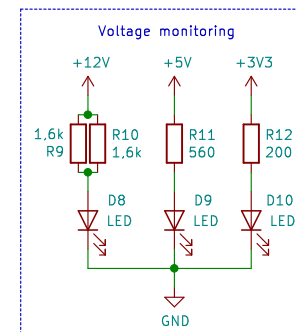 Voltage monitoring
+12V
+5V
+3V3
1,6k
R9
R10
1,6k
R11
560
R12
200
D8
LED
D9
LED
D10
LED
GND